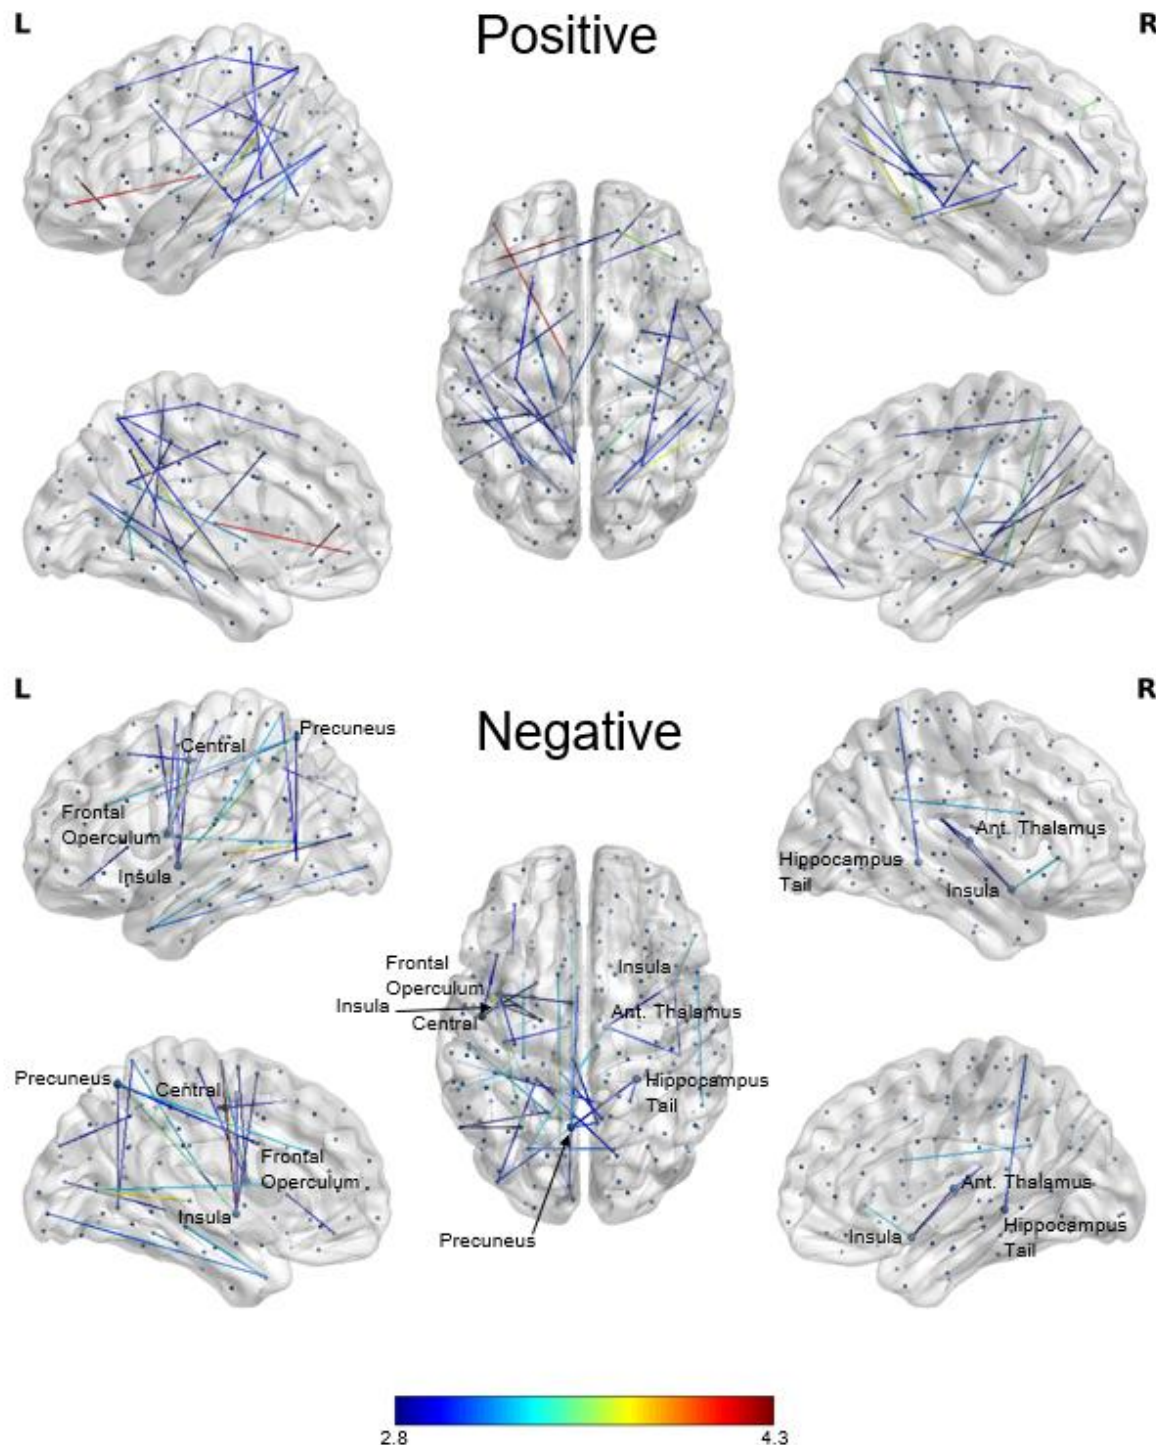 L
Positive
R
L
Negative
R
Precuneus
Central
Frontal
Operculum
Insula
Ant. Thalamus
Hippocampus
Tail
Insula
Frontal
Operculum
Insula
Central
Insula
Ant. Thalamus
Hippocampus
Tail
Precuneus
Precuneus
Central
Frontal
Operculum
Insula
Ant. Thalamus
Insula
Hippocampus
Tail
2.8
4.3